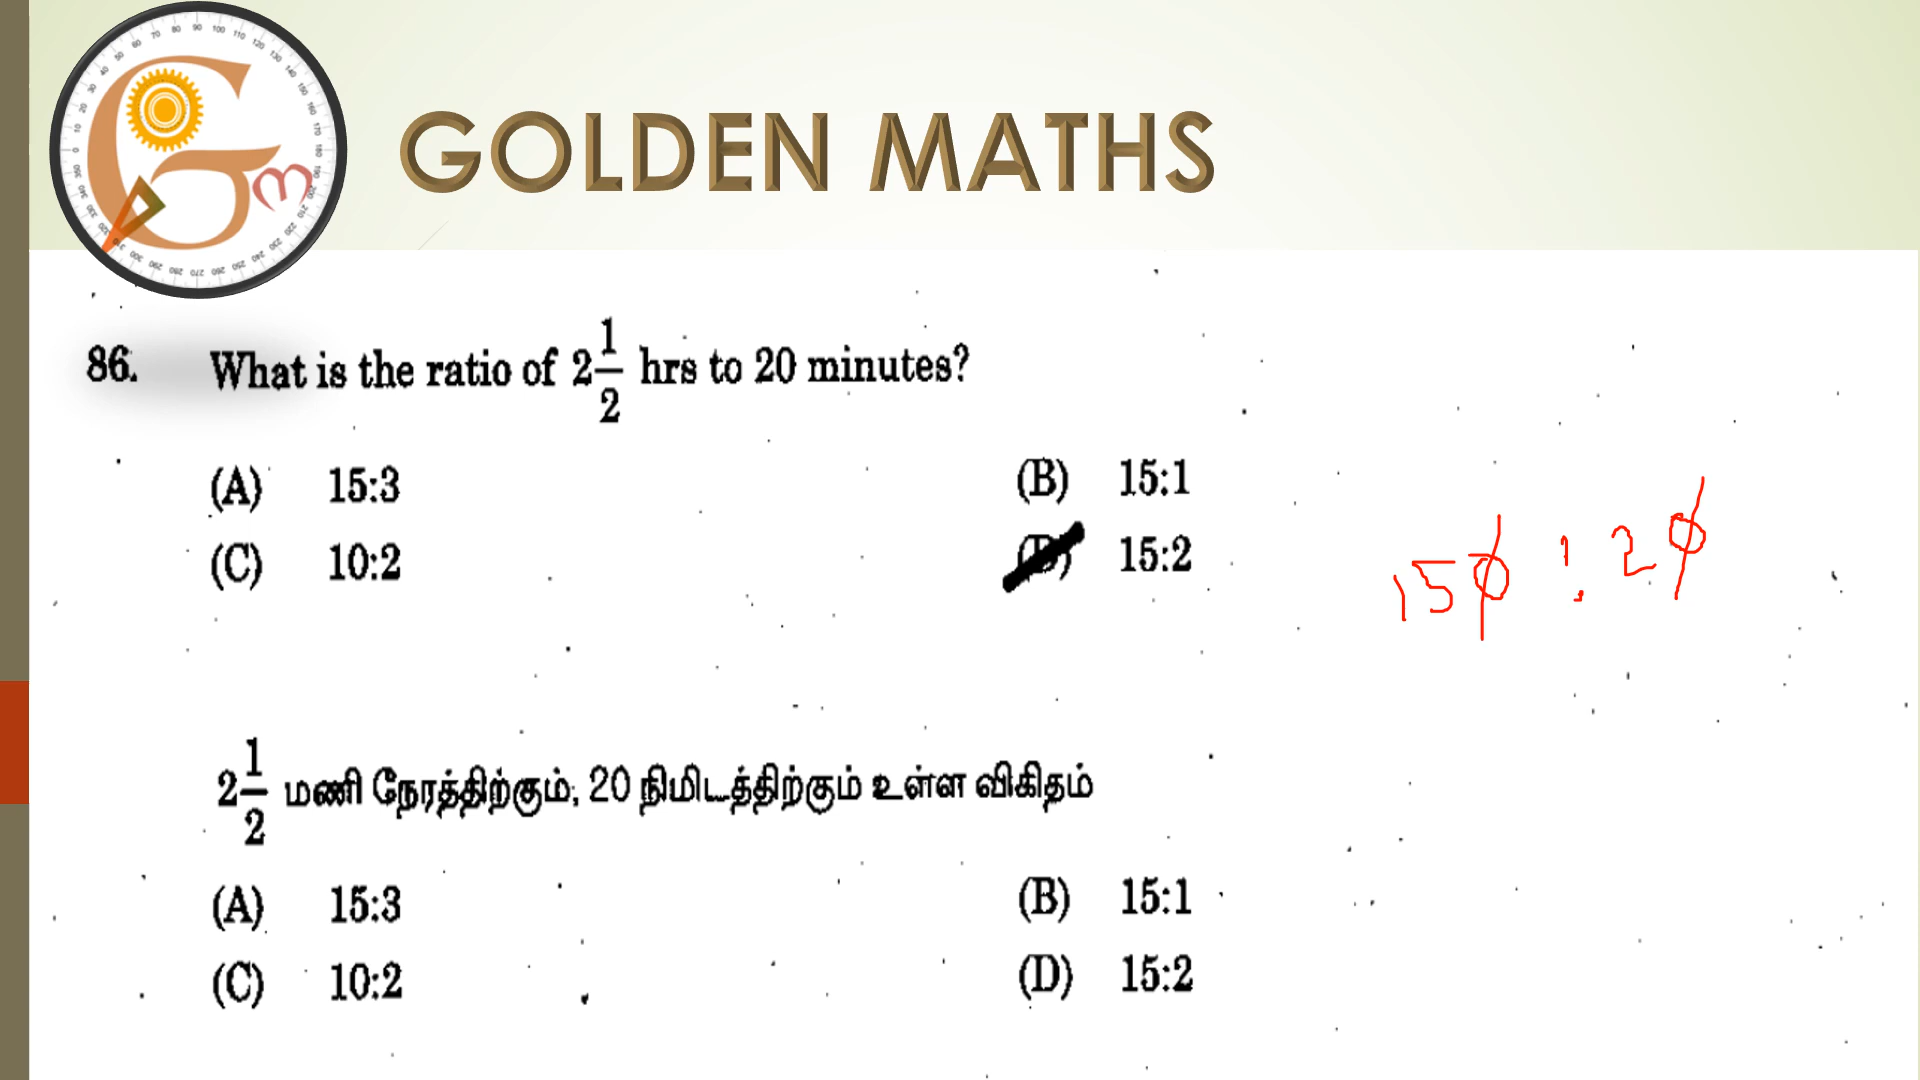 GOLDEN MATHS
86. What is the ratio of 2 1/2 hrs to 20 minutes?
(A) 15:3 (B) 15:1
(C) 10:2 (D) 15:2
150 : 20
2 1/2 மணி நேரத்திற்கும், 20 நிமிடத்திற்கும் உள்ள விகிதம்
(A) 15:3 (B) 15:1
(C) 10:2 (D) 15:2